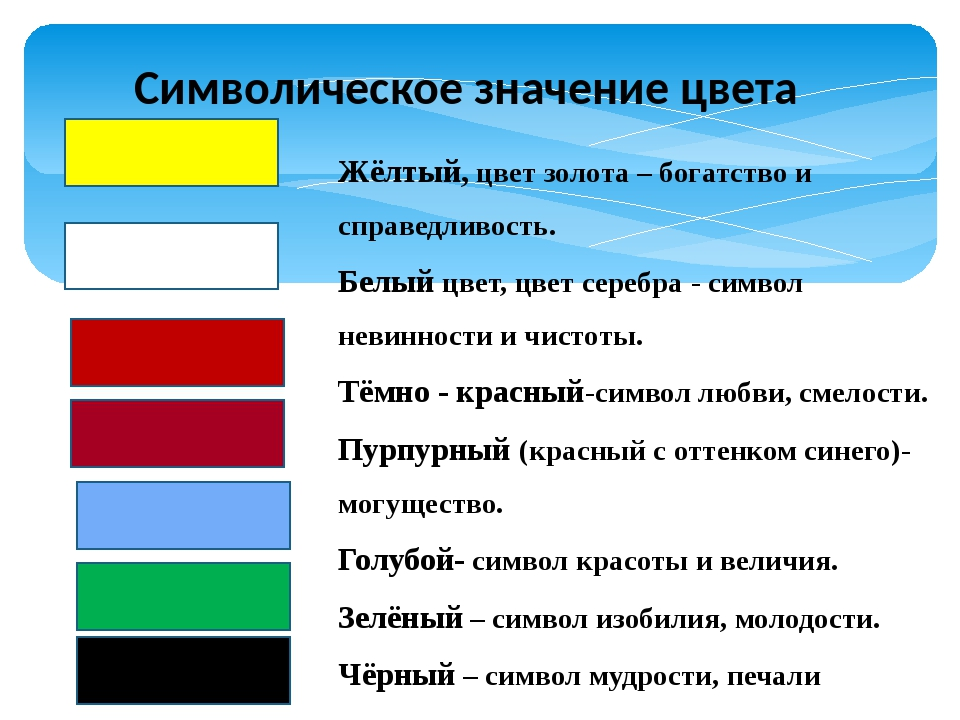 Символическое значение цвета
Жёлтый, цвет золота – богатство и
справедливость.
Белый цвет, цвет серебра - символ
невинности и чистоты.
Тёмно - красный-символ любви, смелости.
Пурпурный (красный с оттенком синего)-
могущество.
Голубой- символ красоты и величия.
Зелёный – символ изобилия, молодости.
Чёрный – символ мудрости, печали